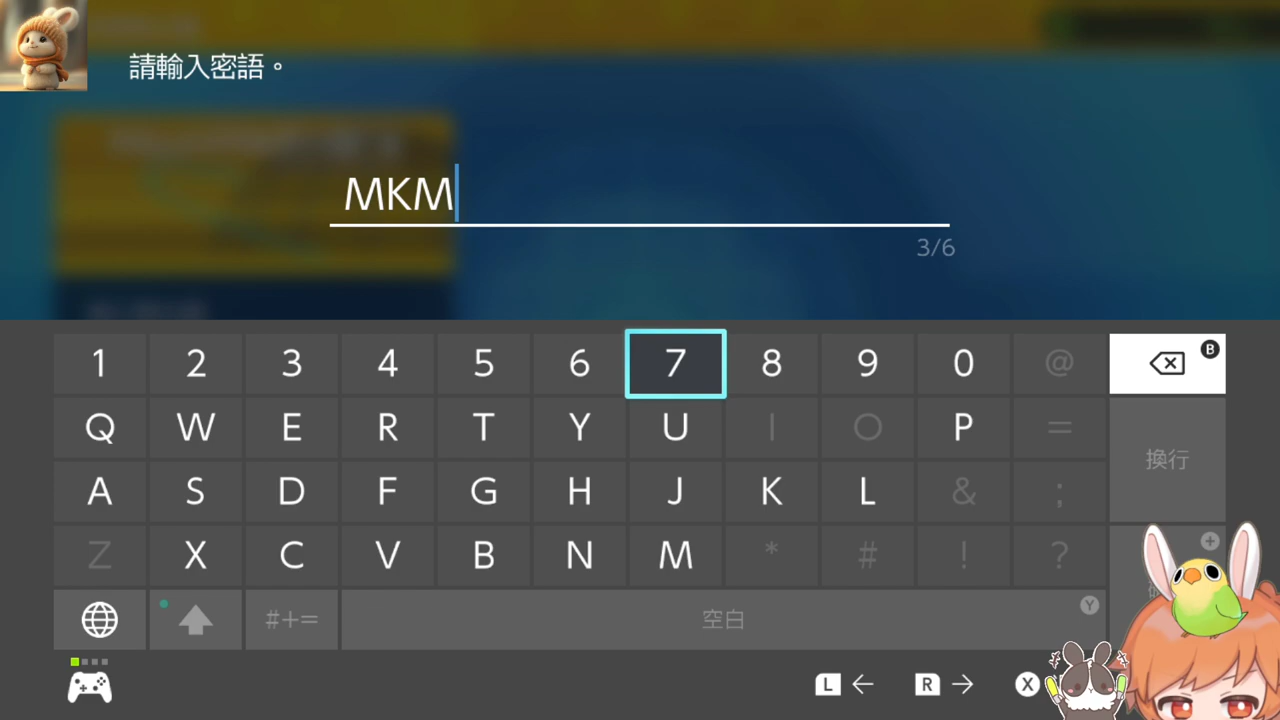 請輸入密語。
MKM
3/6
1 2 3 4 5 6 7 8 9 0 @ B
Q W E R T Y U I O P =
換行
A S D F G H J K L & ;
Z X C V B N M * # ! ?
#+= 空白 Y
L ← R → X